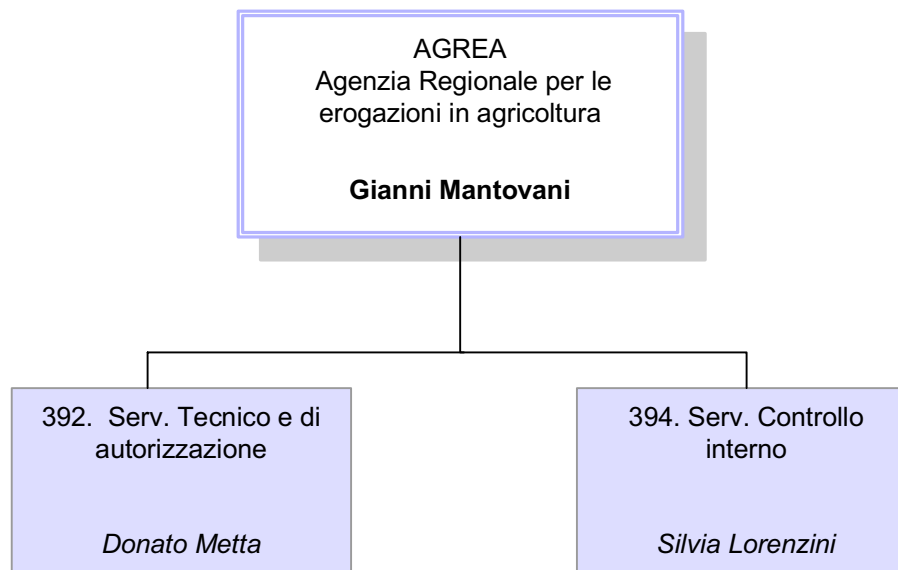 AGREA
Agenzia Regionale per le
erogazioni in agricoltura
Gianni Mantovani
392. Serv. Tecnico e di
autorizzazione
Donato Metta
394. Serv. Controllo
interno
Silvia Lorenzini